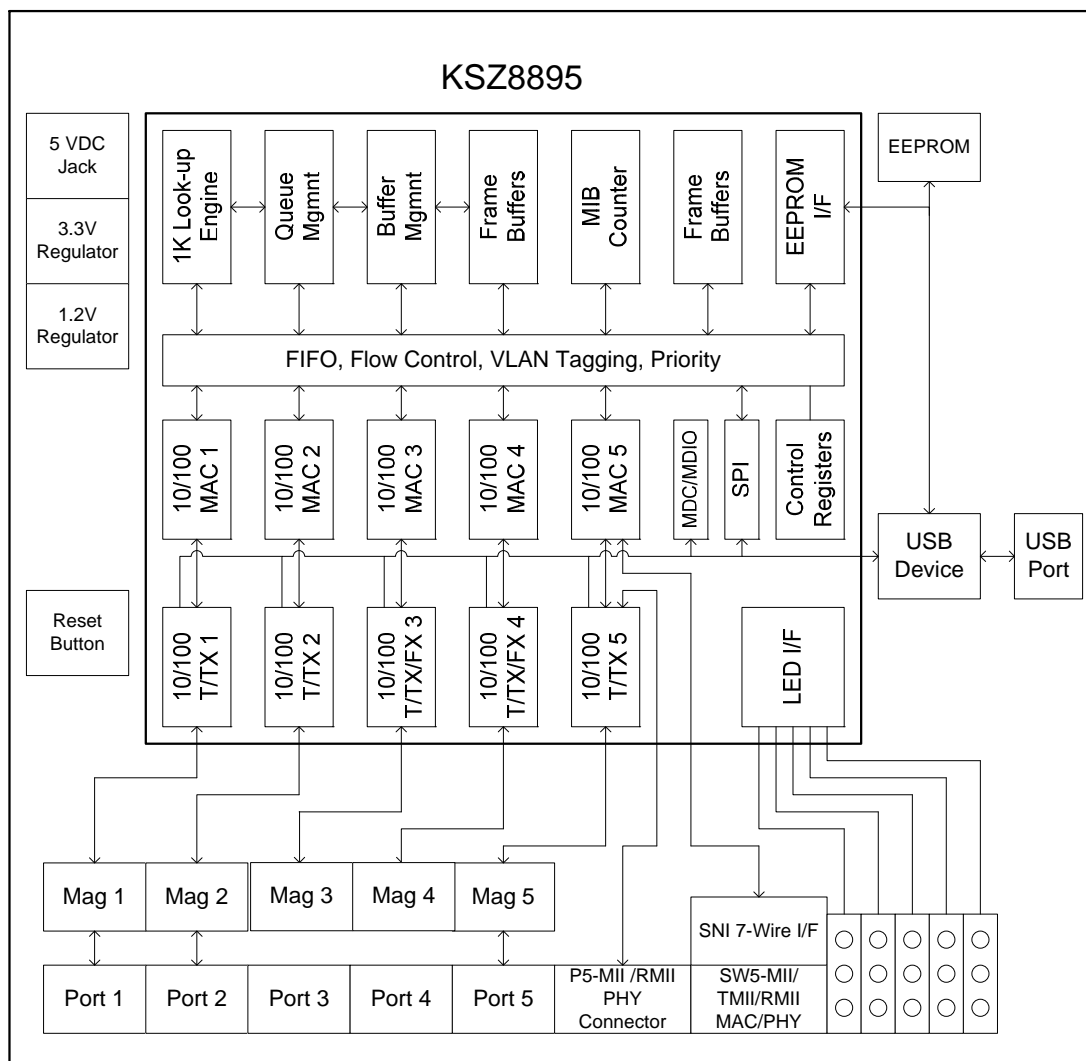 KSZ8895
5 VDC
Jack
3.3V
Regulator
1.2V
Regulator
1K Look-up
Engine
Queue
Mgmnt
Buffer
Mgmnt
Frame
Buffers
MIB
Counter
Frame
Buffers
EEPROM
I/F
EEPROM
FIFO, Flow Control, VLAN Tagging, Priority
10/100
MAC 1
10/100
MAC 2
10/100
MAC 3
10/100
MAC 4
10/100
MAC 5
MDC/MDIO
SPI
Control
Registers
USB
Device
USB
Port
Reset
Button
10/100
T/TX 1
10/100
T/TX 2
10/100
T/TX/FX 3
10/100
T/TX/FX 4
10/100
T/TX 5
LED I/F
Mag 1
Mag 2
Mag 3
Mag 4
Mag 5
SNI 7-Wire I/F
Port 1
Port 2
Port 3
Port 4
Port 5
P5-MII /RMII
PHY
Connector
SW5-MII/
TMII/RMII
MAC/PHY